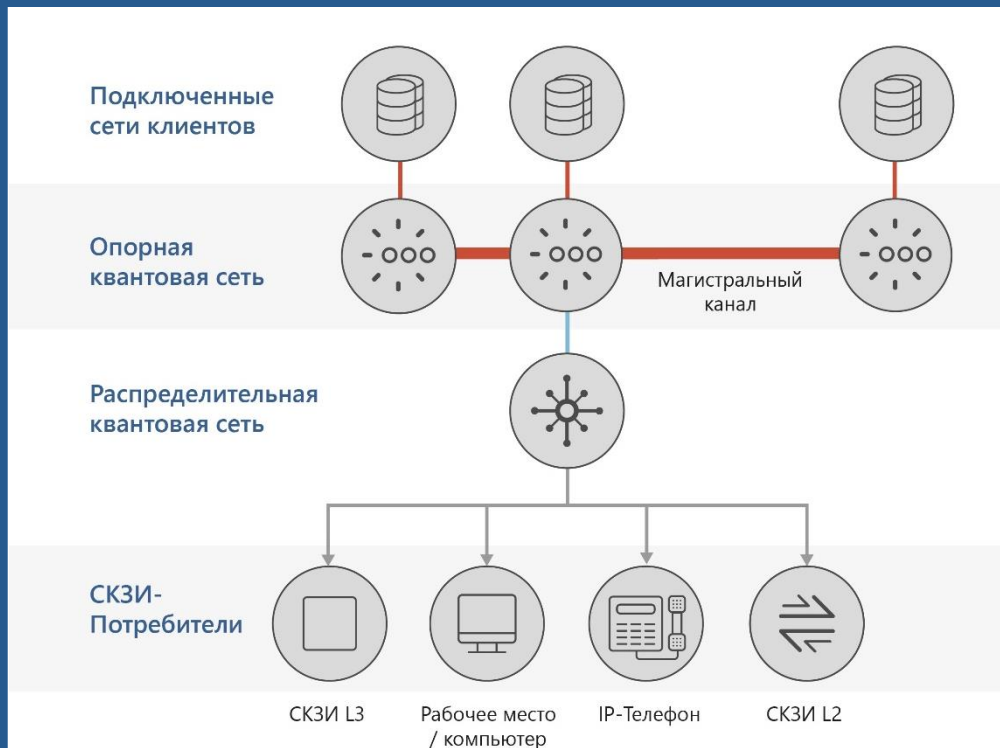 Подключенные
сети клиентов
Опорная
квантовая сеть
Магистральный
канал
Распределительная
квантовая сеть
СКЗИ-
Потребители
СКЗИ L3
Рабочее место
/ компьютер
IP-Телефон
СКЗИ L2